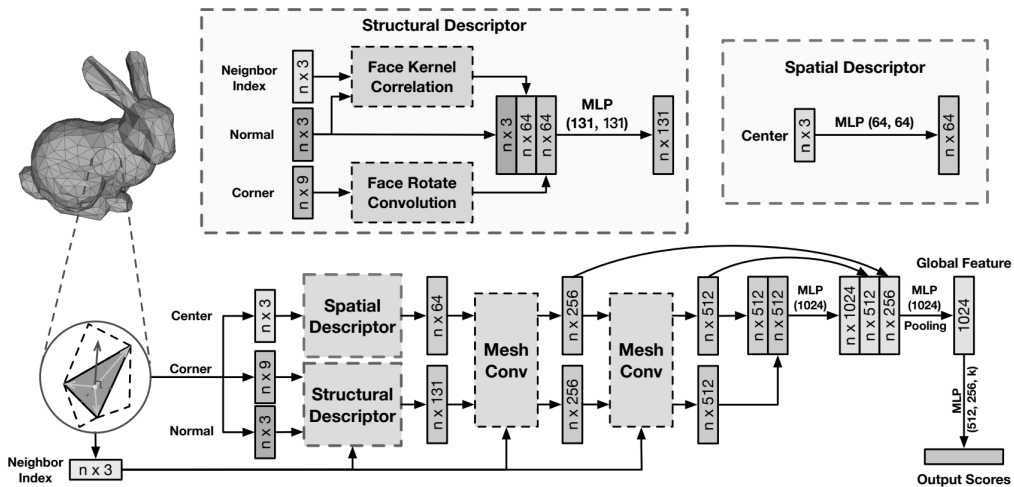 Structural Descriptor
Neighbor
Index
n x 3
Face Kernel
Correlation
Normal
n x 3
n x 3
n x 64
n x 64
MLP
(131, 131)
n x 131
Corner
n x 9
Face Rotate
Convolution
Spatial Descriptor
Center
n x 3
MLP (64, 64)
n x 64
Center
n x 3
Spatial
Descriptor
n x 64
Corner
n x 9
Normal
n x 3
Structural
Descriptor
n x 131
Neighbor
Index
n x 3
Mesh
Conv
n x 256
n x 256
Mesh
Conv
n x 512
n x 512
n x 512
n x 512
MLP
(1024)
n x 1024
n x 512
n x 256
MLP
(1024)
Pooling
Global Feature
1024
MLP
(512, 256, k)
Output Scores